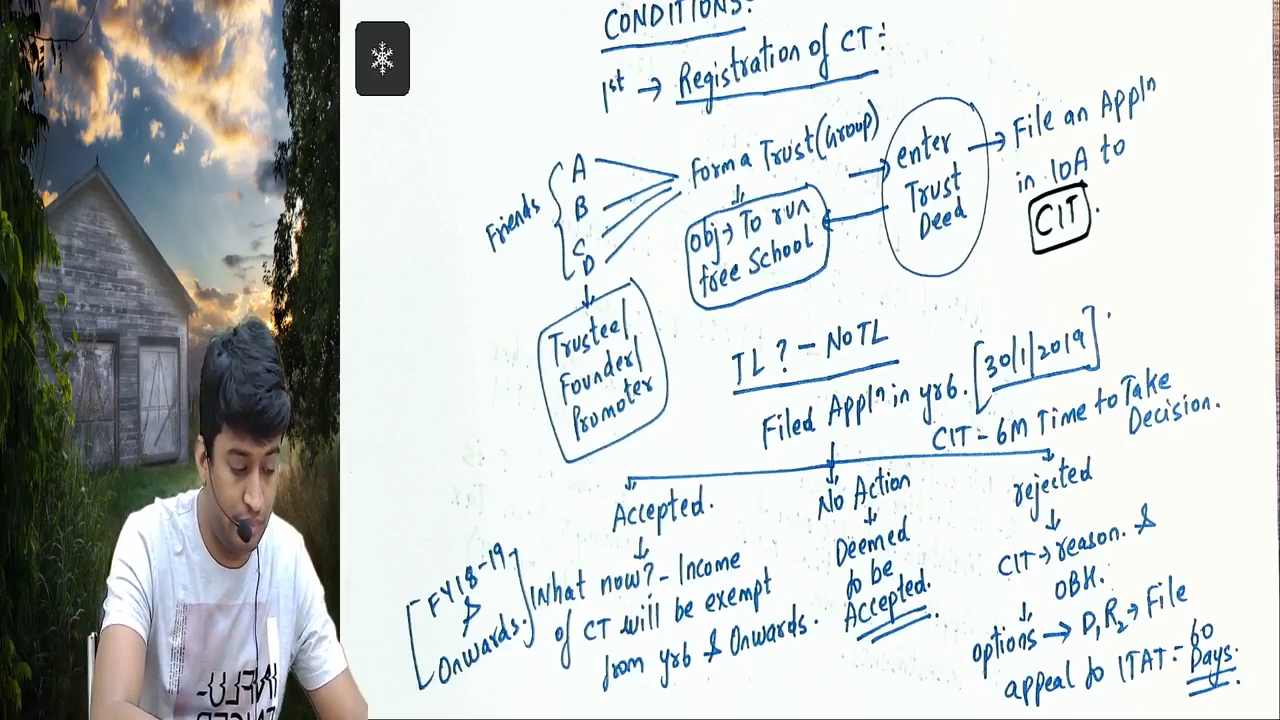 CONDITIONS:
1st → Registration of CT:
Friends { A B C D
Form a Trust (Group)
obj → To run
free School
enter
Trust
Deed
→ File an Appln
in 10A to
CIT.
Trustee/
Founder/
Promoter
TL ? - No TL
Filed Appln in yr6. [30/1/2019]
CIT - 6M Time to Take
Decision.
Accepted.
No Action
rejected
What now? - Income
of CT will be exempt
from yr6 & Onwards.
[FY18-19
&
Onwards.]
Deemed
to be
Accepted.
CIT → reason. &
OBH.
options → D, R2 → File
appeal to ITAT = 60
Days.